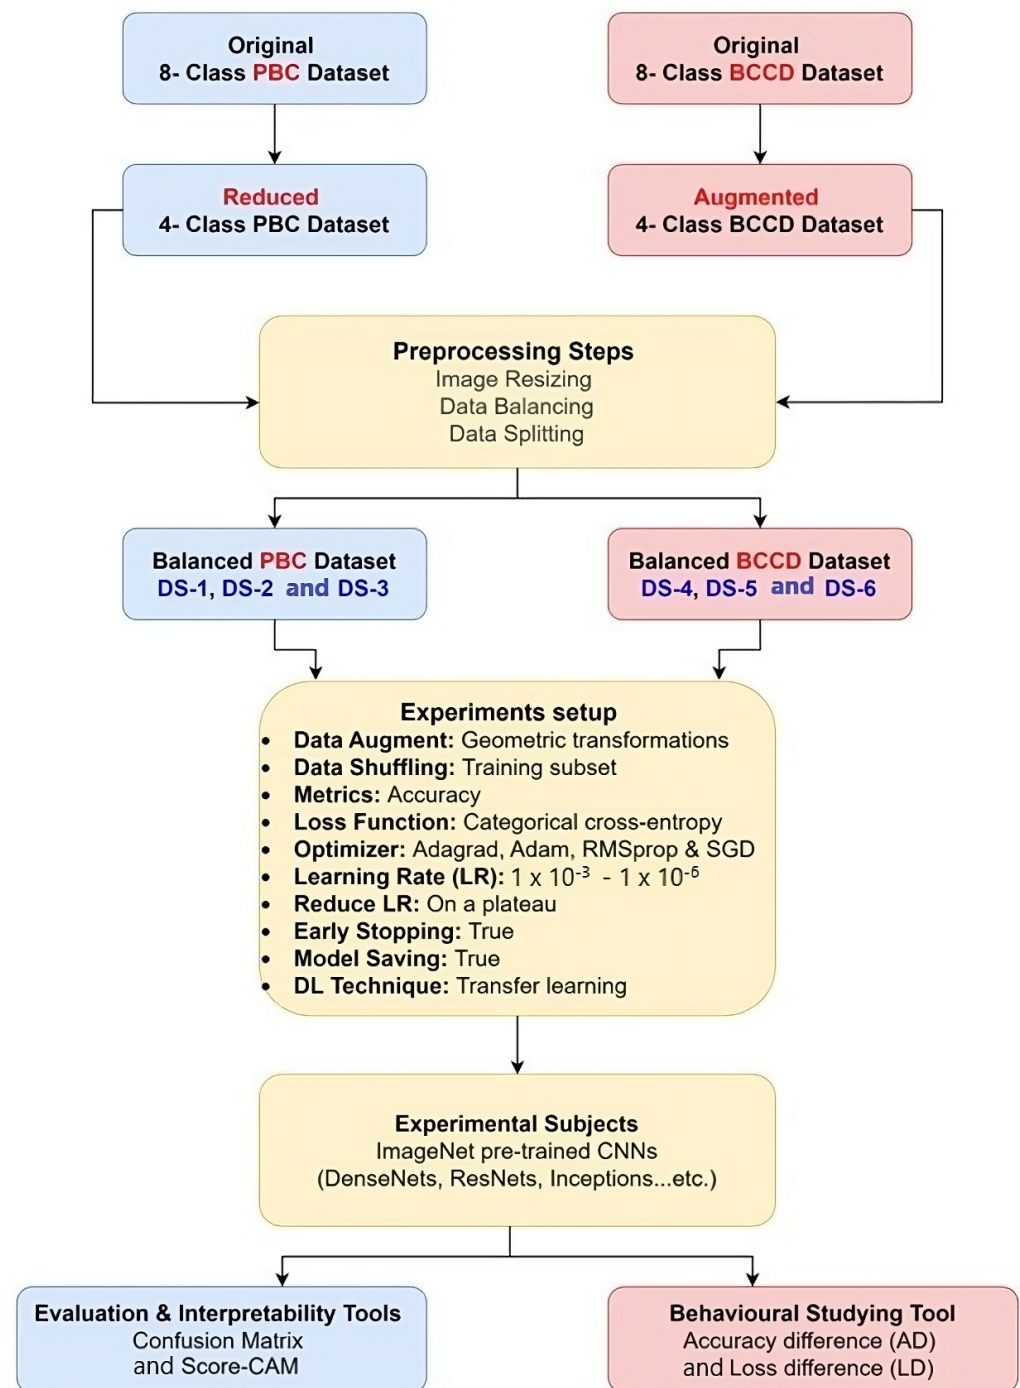 Original
8- Class PBC Dataset
Original
8- Class BCCD Dataset
Reduced
4- Class PBC Dataset
Augmented
4- Class BCCD Dataset
Preprocessing Steps
Image Resizing
Data Balancing
Data Splitting
Balanced PBC Dataset
DS-1, DS-2 and DS-3
Balanced BCCD Dataset
DS-4, DS-5 and DS-6
Experiments setup
• Data Augment: Geometric transformations
• Data Shuffling: Training subset
• Metrics: Accuracy
• Loss Function: Categorical cross-entropy
• Optimizer: Adagrad, Adam, RMSprop & SGD
• Learning Rate (LR): 1 x 10⁻³ - 1 x 10⁻⁶
• Reduce LR: On a plateau
• Early Stopping: True
• Model Saving: True
• DL Technique: Transfer learning
Experimental Subjects
ImageNet pre-trained CNNs
(DenseNets, ResNets, Inceptions...etc.)
Evaluation & Interpretability Tools
Confusion Matrix
and Score-CAM
Behavioural Studying Tool
Accuracy difference (AD)
and Loss difference (LD)